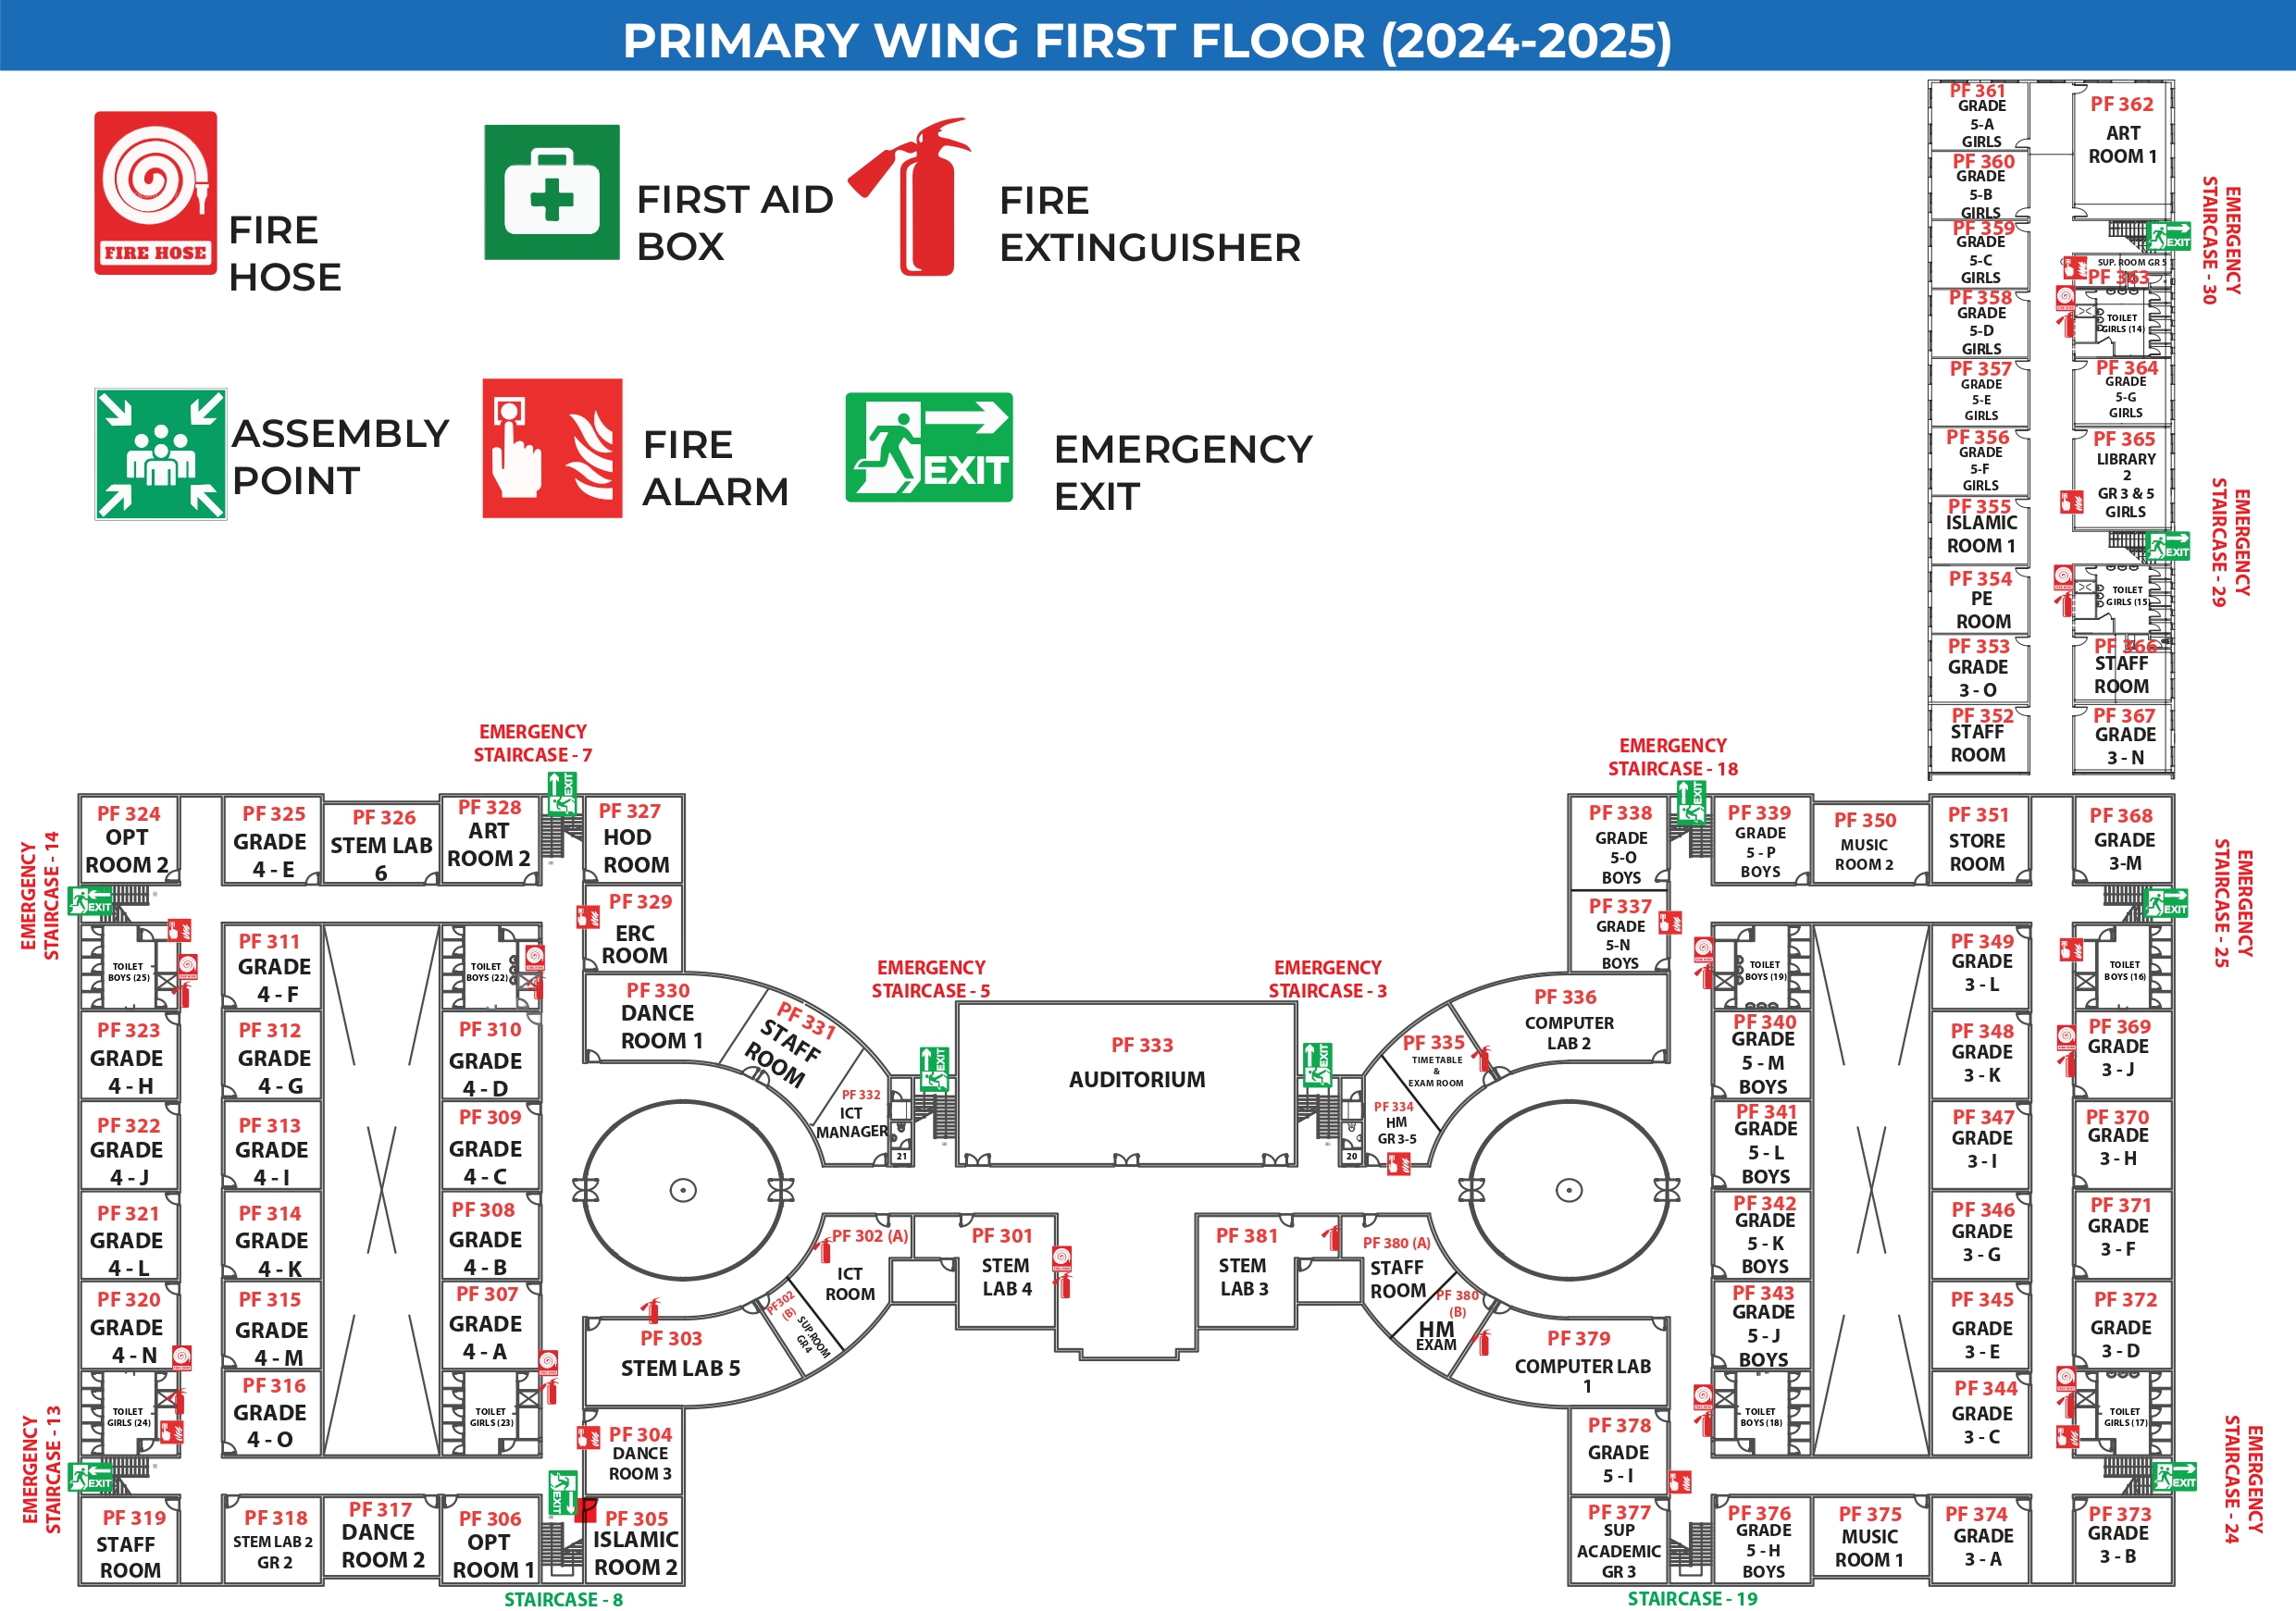 PRIMARY WING FIRST FLOOR (2024-2025)
FIRE HOSE
FIRE
HOSE
FIRST AID
BOX
FIRE
EXTINGUISHER
ASSEMBLY
POINT
FIRE
ALARM
EXIT
EMERGENCY
EXIT
PF 361
GRADE
5-A
GIRLS
PF 362
ART
ROOM 1
PF 360
GRADE
5-B
GIRLS
PF 359
GRADE
5-C
GIRLS
EXIT
EMERGENCY
STAIRCASE - 30
SUP. ROOM GR 5
PF 363
PF 358
GRADE
5-D
GIRLS
TOILET
GIRLS (14)
PF 357
GRADE
5-E
GIRLS
PF 364
GRADE
5-G
GIRLS
PF 356
GRADE
5-F
GIRLS
PF 365
LIBRARY
2
GR 3 & 5
GIRLS
PF 355
ISLAMIC
ROOM 1
EXIT
EMERGENCY
STAIRCASE - 29
PF 354
PE
ROOM
TOILET
GIRLS (15)
PF 353
GRADE
3 - O
PF 366
STAFF
ROOM
PF 352
STAFF
ROOM
PF 367
GRADE
3 - N
EMERGENCY
STAIRCASE - 7
EXIT
EMERGENCY
STAIRCASE - 18
EXIT
PF 324
OPT
ROOM 2
PF 325
GRADE
4 - E
PF 326
STEM LAB
6
PF 328
ART
ROOM 2
PF 327
HOD
ROOM
PF 338
GRADE
5-O
BOYS
PF 339
GRADE
5 - P
BOYS
PF 350
MUSIC
ROOM 2
PF 351
STORE
ROOM
PF 368
GRADE
3-M
EMERGENCY
STAIRCASE - 14
EXIT
PF 329
ERC
ROOM
PF 337
GRADE
5-N
BOYS
EXIT
EMERGENCY
STAIRCASE - 25
TOILET
BOYS (25)
PF 311
GRADE
4 - F
TOILET
BOYS (22)
PF 330
DANCE
ROOM 1
PF 331
STAFF
ROOM
PF 332
ICT
MANAGER
21
EMERGENCY
STAIRCASE - 5
EXIT
PF 333
AUDITORIUM
EMERGENCY
STAIRCASE - 3
EXIT
20
PF 334
HM
GR 3-5
PF 335
TIME TABLE
&
EXAM ROOM
PF 336
COMPUTER
LAB 2
TOILET
BOYS (19)
PF 349
GRADE
3 - L
TOILET
BOYS (16)
PF 323
GRADE
4 - H
PF 312
GRADE
4 - G
PF 310
GRADE
4 - D
PF 340
GRADE
5 - M
BOYS
PF 348
GRADE
3 - K
PF 369
GRADE
3 - J
PF 322
GRADE
4 - J
PF 313
GRADE
4 - I
PF 309
GRADE
4 - C
PF 341
GRADE
5 - L
BOYS
PF 347
GRADE
3 - I
PF 370
GRADE
3 - H
PF 321
GRADE
4 - L
PF 314
GRADE
4 - K
PF 308
GRADE
4 - B
PF 342
GRADE
5 - K
BOYS
PF 346
GRADE
3 - G
PF 371
GRADE
3 - F
PF 302 (A)
ICT
ROOM
PF 301
STEM
LAB 4
PF 381
STEM
LAB 3
PF 380 (A)
STAFF
ROOM
PF 320
GRADE
4 - N
PF 315
GRADE
4 - M
PF 307
GRADE
4 - A
PF 303
STEM LAB 5
PF302
(B)
SUP.ROOM
GR 4
PF 380
(B)
HM
EXAM
PF 379
COMPUTER LAB
1
PF 343
GRADE
5 - J
BOYS
PF 345
GRADE
3 - E
PF 372
GRADE
3 - D
TOILET
GIRLS (24)
PF 316
GRADE
4 - O
TOILET
GIRLS (23)
PF 304
DANCE
ROOM 3
PF 378
GRADE
5 - I
TOILET
BOYS (18)
PF 344
GRADE
3 - C
TOILET
GIRLS (17)
EMERGENCY
STAIRCASE - 13
EXIT
EXIT
EXIT
EMERGENCY
STAIRCASE - 24
PF 319
STAFF
ROOM
PF 318
STEM LAB 2
GR 2
PF 317
DANCE
ROOM 2
PF 306
OPT
ROOM 1
PF 305
ISLAMIC
ROOM 2
PF 377
SUP
ACADEMIC
GR 3
PF 376
GRADE
5 - H
BOYS
PF 375
MUSIC
ROOM 1
PF 374
GRADE
3 - A
PF 373
GRADE
3 - B
STAIRCASE - 8
STAIRCASE - 19